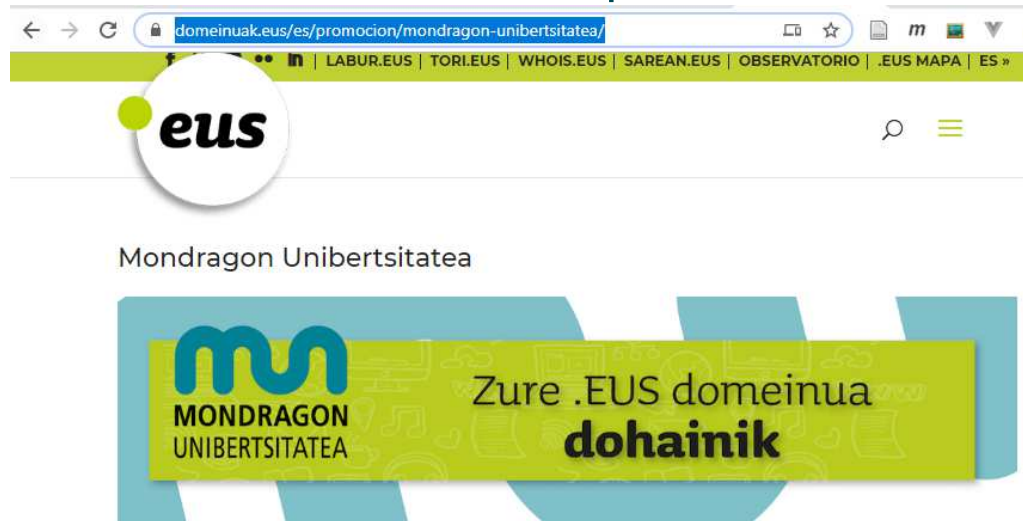 domeinuak.eus/es/promocion/mondragon-unibertsitatea/
m
f in | LABUR.EUS | TORI.EUS | WHOIS.EUS | SAREAN.EUS | OBSERVATORIO | .EUS MAPA | ES »
eus
Mondragon Unibertsitatea
MONDRAGON
UNIBERTSITATEA
Zure .EUS domeinua
dohainik